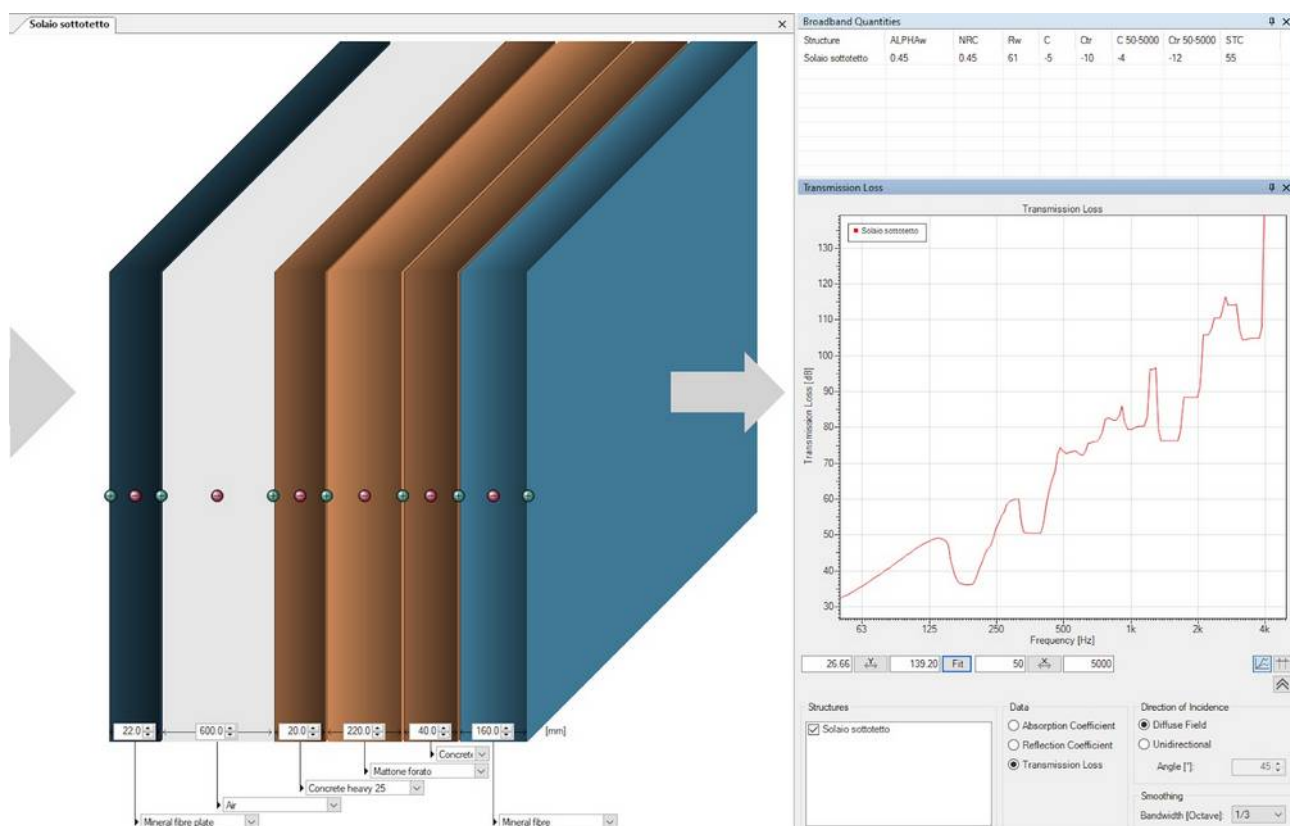 Solaio sottotetto
22.0 600.0 20.0 220.0 40.0 160.0 [mm]
Concrete
Mattone forato
Concrete heavy 25
Air
Mineral fibre plate Mineral fibre
Broadband Quantities
Structure ALPHAw NRC Rw C Ctr C 50-5000 Ctr 50-5000 STC
Solaio sottotetto 0.45 0.45 61 -5 -10 -4 -12 55
Transmission Loss
Transmission Loss
Solaio sottotetto
Transmission Loss [dB]
130
120
110
100
90
80
70
60
50
40
30
63 125 250 500 1k 2k 4k
Frequency [Hz]
26.66 Y 139.20 Fit 50 X 5000
Structures
Solaio sottotetto
Data
Absorption Coefficient
Reflection Coefficient
Transmission Loss
Direction of Incidence
Diffuse Field
Unidirectional
Angle [°]: 45
Smoothing
Bandwidth [Octave]: 1/3